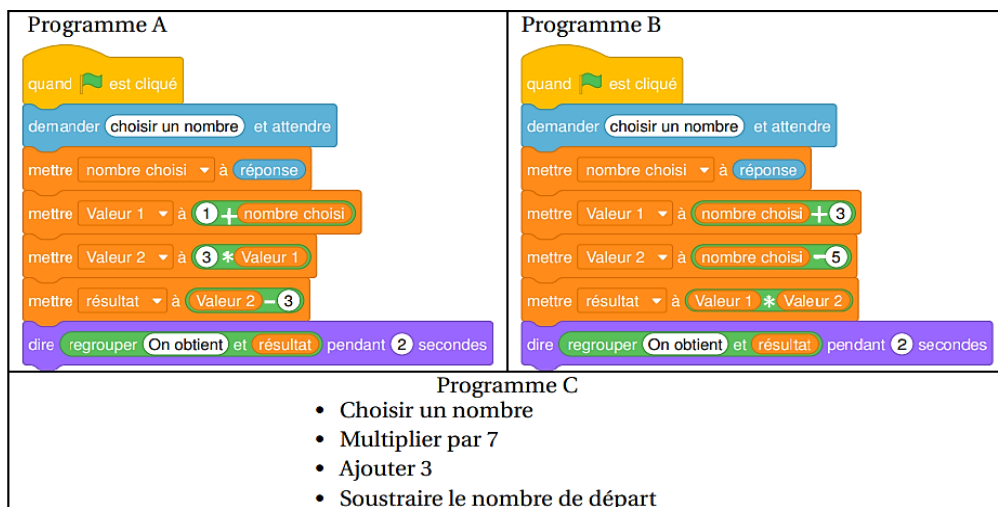 Programme A
quand est cliqué
demander choisir un nombre et attendre
mettre nombre choisi à réponse
mettre Valeur 1 à 1 + nombre choisi
mettre Valeur 2 à 3 * Valeur 1
mettre résultat à Valeur 2 - 3
dire regrouper On obtient et résultat pendant 2 secondes
Programme B
quand est cliqué
demander choisir un nombre et attendre
mettre nombre choisi à réponse
mettre Valeur 1 à nombre choisi + 3
mettre Valeur 2 à nombre choisi - 5
mettre résultat à Valeur 1 * Valeur 2
dire regrouper On obtient et résultat pendant 2 secondes
Programme C
• Choisir un nombre
• Multiplier par 7
• Ajouter 3
• Soustraire le nombre de départ